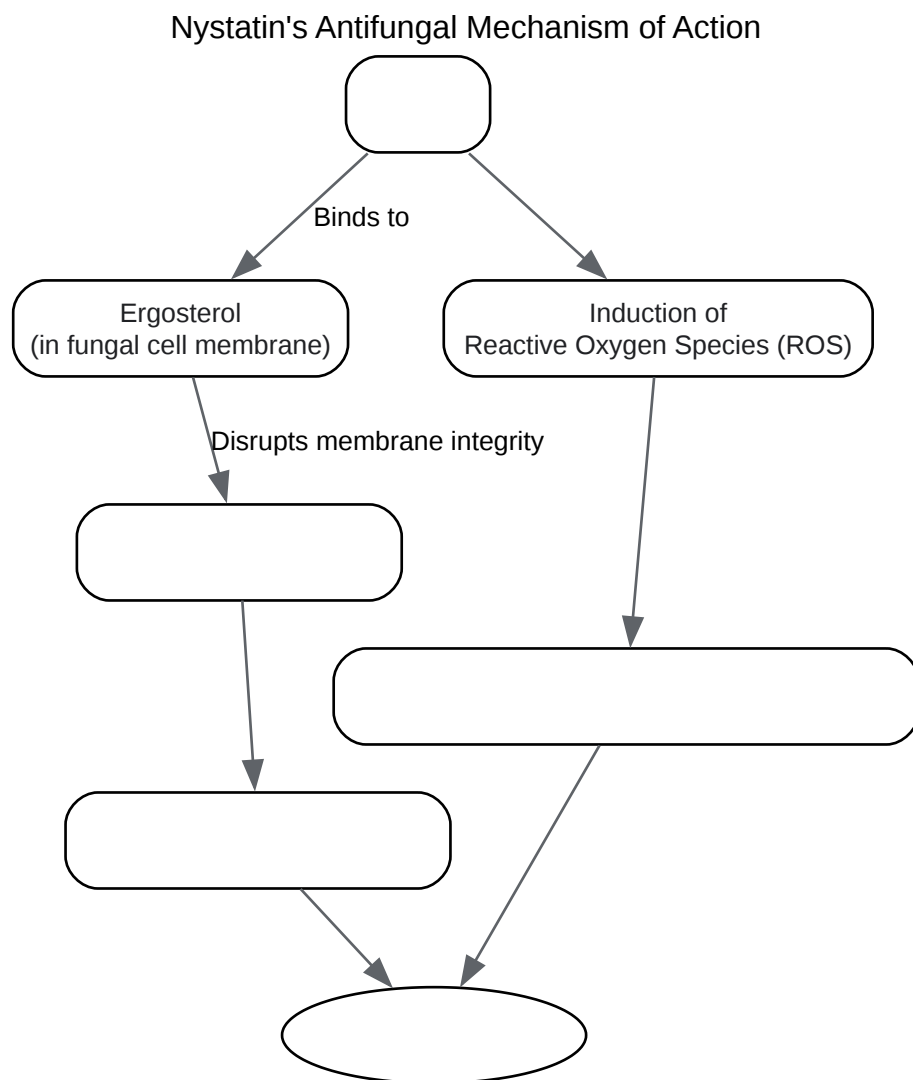 Nystatin's Antifungal Mechanism of Action
Binds to
Ergosterol
(in fungal cell membrane)
Induction of
Reactive Oxygen Species (ROS)
Disrupts membrane integrity